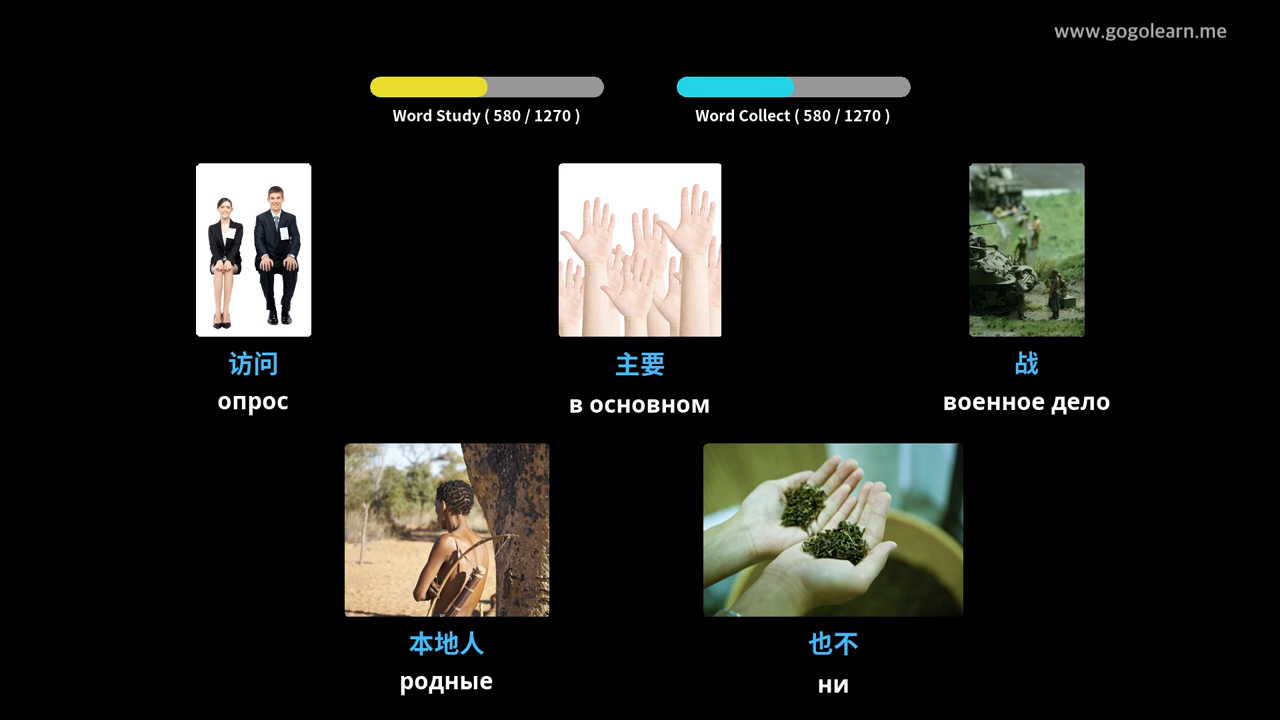 www.gogolearn.me
Word Study ( 580 / 1270 )
Word Collect ( 580 / 1270 )
访问
опрос
主要
в основном
战
военное дело
本地人
родные
也不
ни